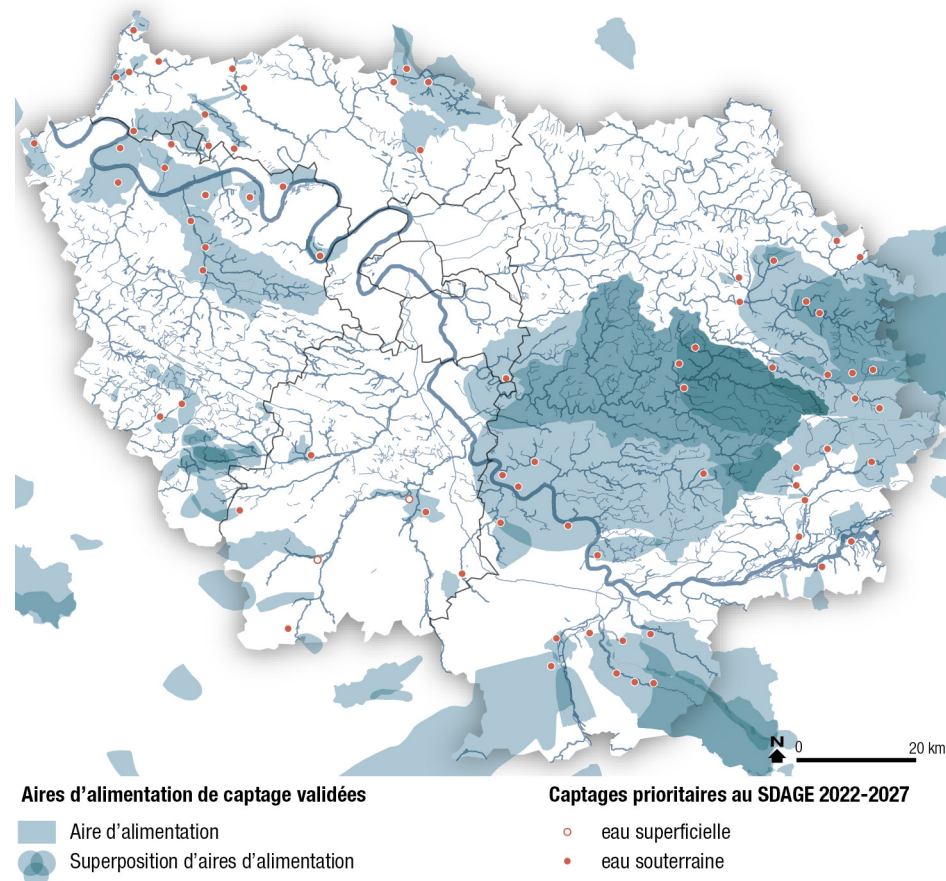 N
0 20 km
Aires d’alimentation de captage validées
Aire d’alimentation
Superposition d’aires d’alimentation
Captages prioritaires au SDAGE 2022-2027
eau superficielle
eau souterraine